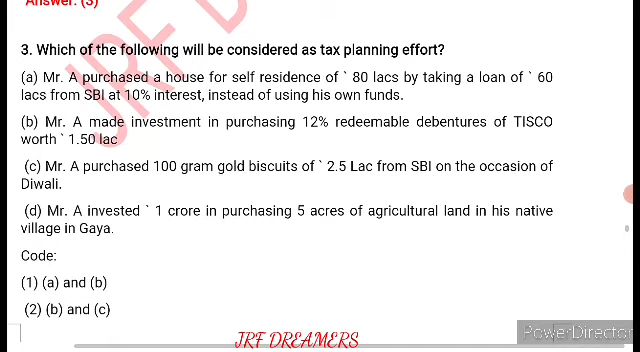 Answer: (3)
3. Which of the following will be considered as tax planning effort?
(a) Mr. A purchased a house for self residence of ` 80 lacs by taking a loan of ` 60
lacs from SBI at 10% interest, instead of using his own funds.
(b) Mr. A made investment in purchasing 12% redeemable debentures of TISCO
worth ` 1.50 lac
(c) Mr. A purchased 100 gram gold biscuits of ` 2.5 Lac from SBI on the occasion of
Diwali.
(d) Mr. A invested ` 1 crore in purchasing 5 acres of agricultural land in his native
village in Gaya.
Code:
(1) (a) and (b)
(2) (b) and (c)
JRF DREAMERS
PowerDirector
JRF D